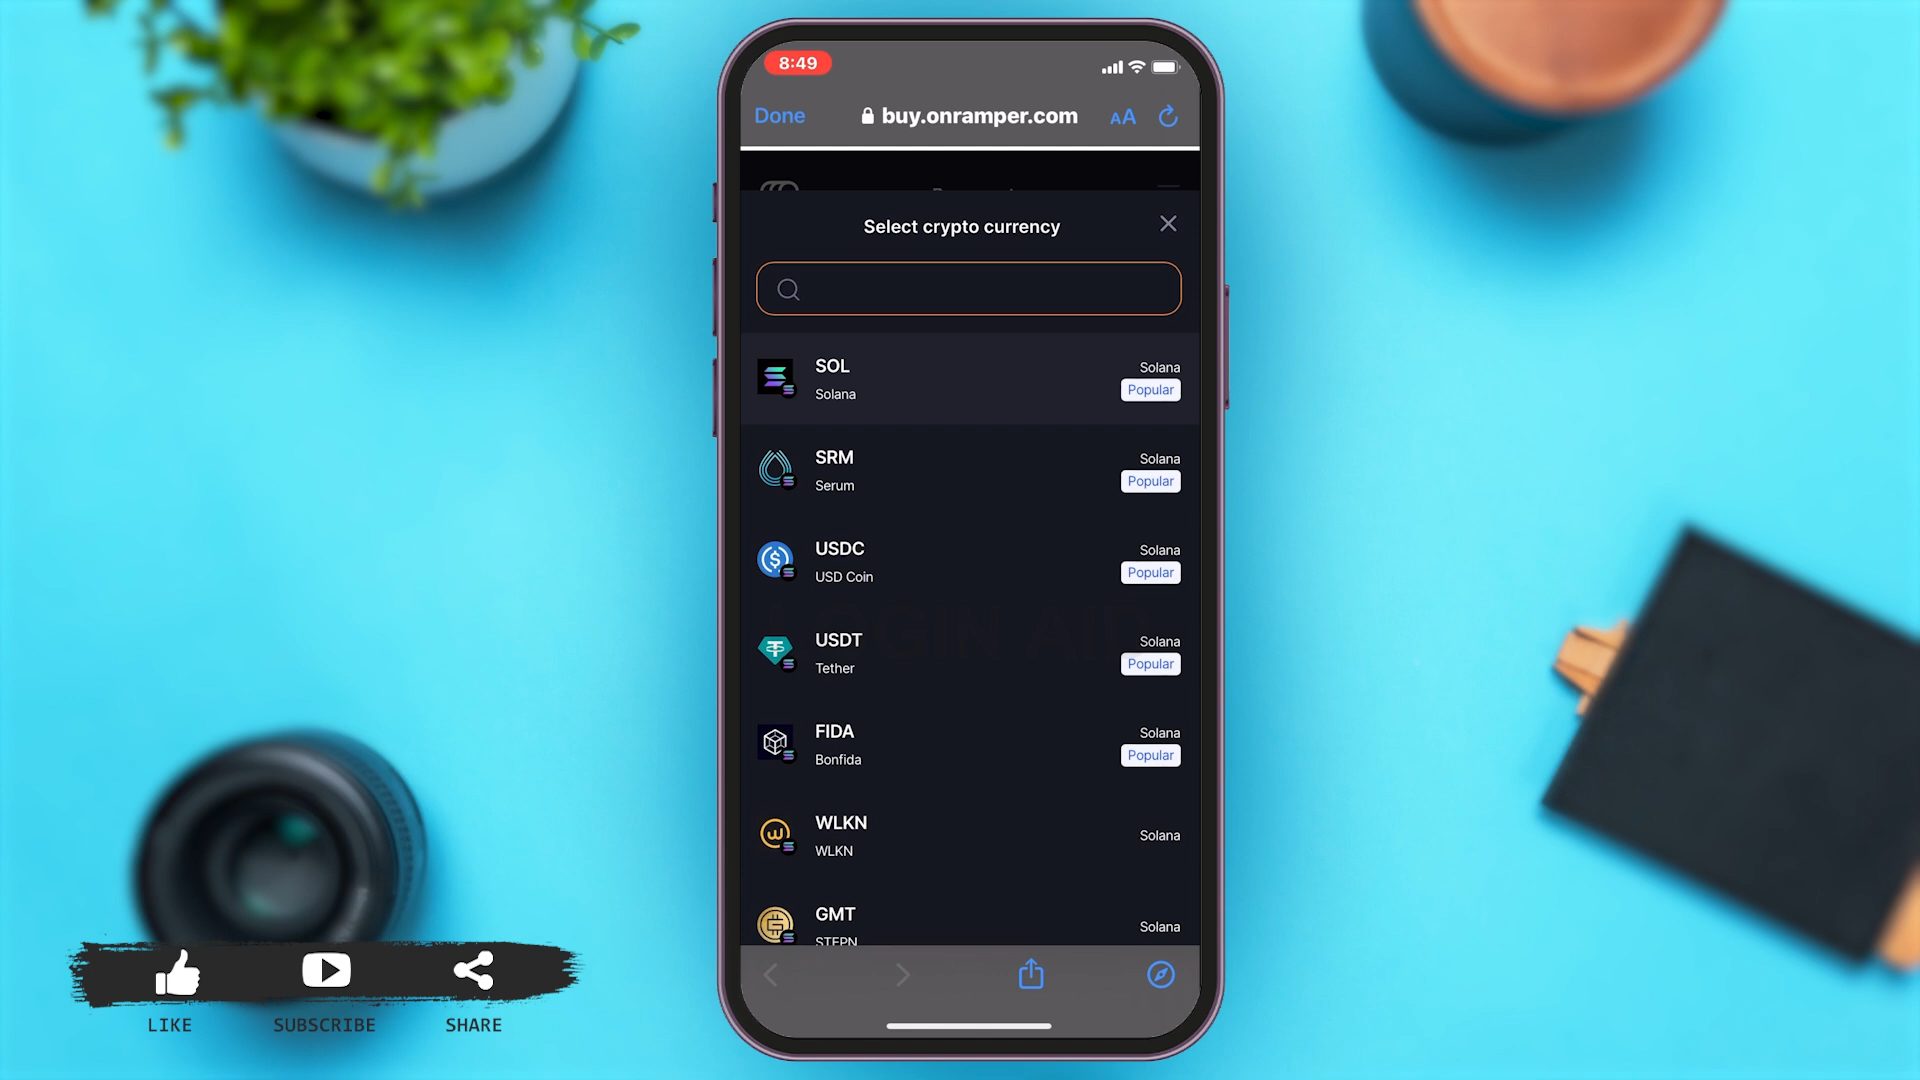 8:49
Done
buy.onramper.com
AA
Select crypto currency
SOL
Solana
Solana
Popular
SRM
Serum
Solana
Popular
USDC
USD Coin
Solana
Popular
USDT
Tether
Solana
Popular
LOGIN AID
FIDA
Bonfida
Solana
Popular
WLKN
WLKN
Solana
GMT
STEPN
Solana
LIKE
SUBSCRIBE
SHARE